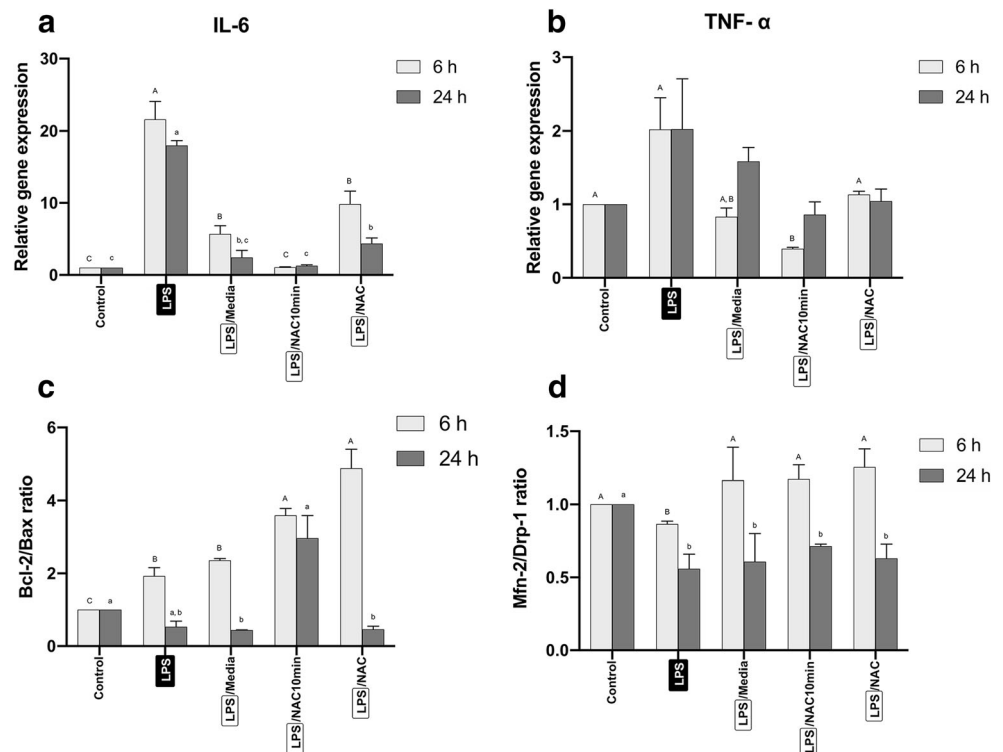 a
IL-6
6 h
24 h
Relative gene expression
30
20
10
0
A
a
B
b, c
C
c
C
c
B
b
Control
LPS
LPS/Media
LPS/NAC10min
LPS/NAC
b
TNF- α
6 h
24 h
Relative gene expression
3
2
1
0
A
A
A, B
B
A
Control
LPS
LPS/Media
LPS/NAC10min
LPS/NAC
c
6 h
24 h
Bcl-2/Bax ratio
6
4
2
0
C
a
B
a, b
B
b
A
a
A
b
Control
LPS
LPS/Media
LPS/NAC10min
LPS/NAC
d
6 h
24 h
Mfn-2/Drp-1 ratio
1.5
1.0
0.5
0.0
A
a
B
b
A
b
A
b
A
b
Control
LPS
LPS/Media
LPS/NAC10min
LPS/NAC